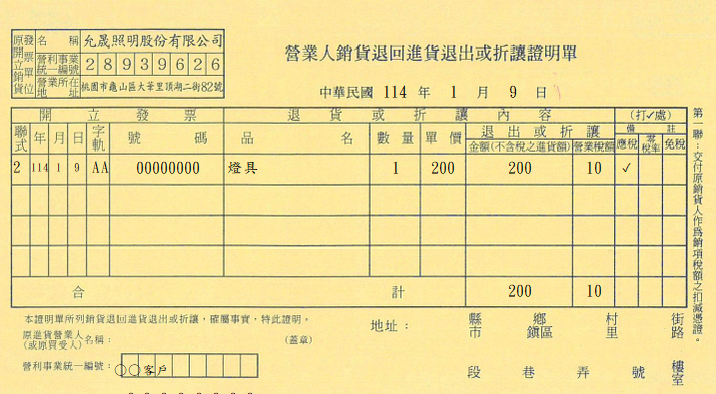 原開立銷貨發票單位
名稱 允晟照明股份有限公司
營利事業統一編號 28939626
營業所在地址 桃園市龜山區大華里頂湖二街82號
營業人銷貨退回進貨退出或折讓證明單
中華民國 114 年 1 月 9 日
開立發票 退貨或折讓內容 (打✓處)
聯式 年 月 日 字軌 號碼 品名 數量 單價 退出或折讓 備註
金額(不含稅之進貨額) 營業稅額 應稅 零稅率 免稅
2 114 1 9 AA 00000000 燈具 1 200 200 10 ✓
合計 200 10
第一聯：交付原銷貨人作為銷項稅額之扣減憑證。
本證明單所列銷貨退回進貨退出或折讓，確屬事實，特此證明。
原進貨營業人(或原買受人)名稱： (蓋章)
地址： 縣市 鄉鎮區 村里 街路
營利事業統一編號： ○○客戶
段 巷 弄 號 樓室